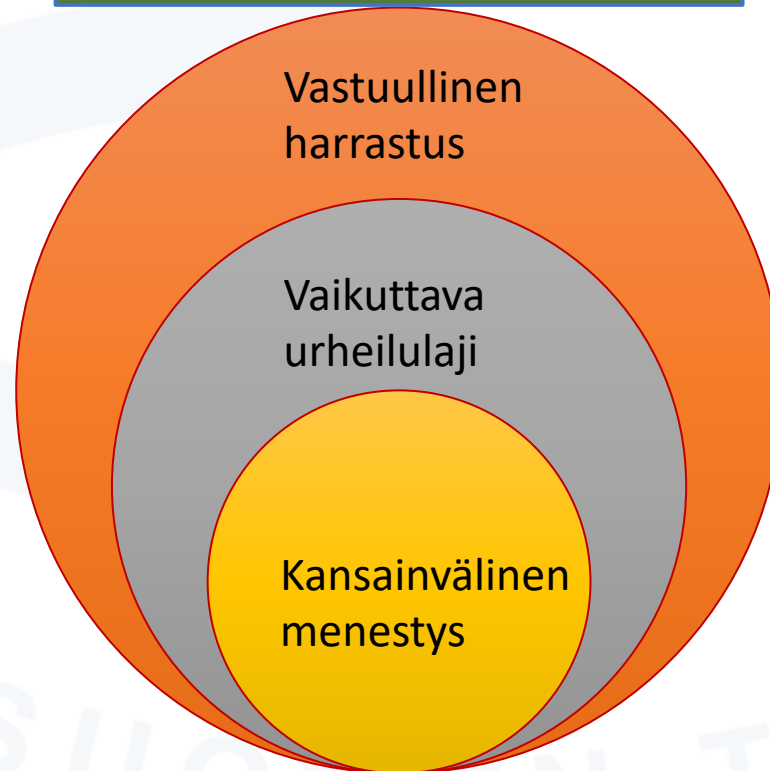 Vastuullinen
harrastus
Vaikuttava
urheilulaji
Kansainvälinen
menestys